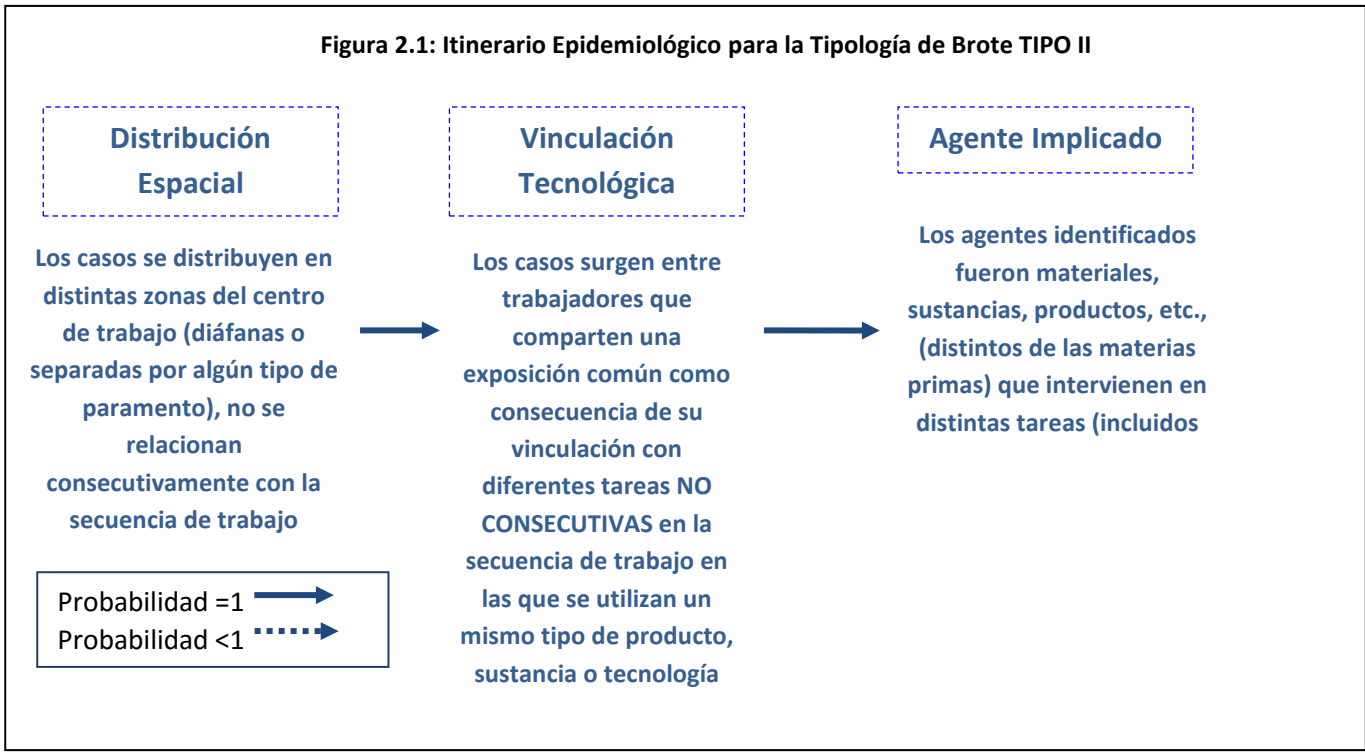 Figura 2.1: Itinerario Epidemiológico para la Tipología de Brote TIPO II
Distribución
Espacial
Los casos se distribuyen en
distintas zonas del centro
de trabajo (diáfanas o
separadas por algún tipo de
paramento), no se
relacionan
consecutivamente con la
secuencia de trabajo
Vinculación
Tecnológica
Los casos surgen entre
trabajadores que
comparten una
exposición común como
consecuencia de su
vinculación con
diferentes tareas NO
CONSECUTIVAS en la
secuencia de trabajo en
las que se utilizan un
mismo tipo de producto,
sustancia o tecnología
Agente Implicado
Los agentes identificados
fueron materiales,
sustancias, productos, etc.,
(distintos de las materias
primas) que intervienen en
distintas tareas (incluidos
Probabilidad =1
Probabilidad <1